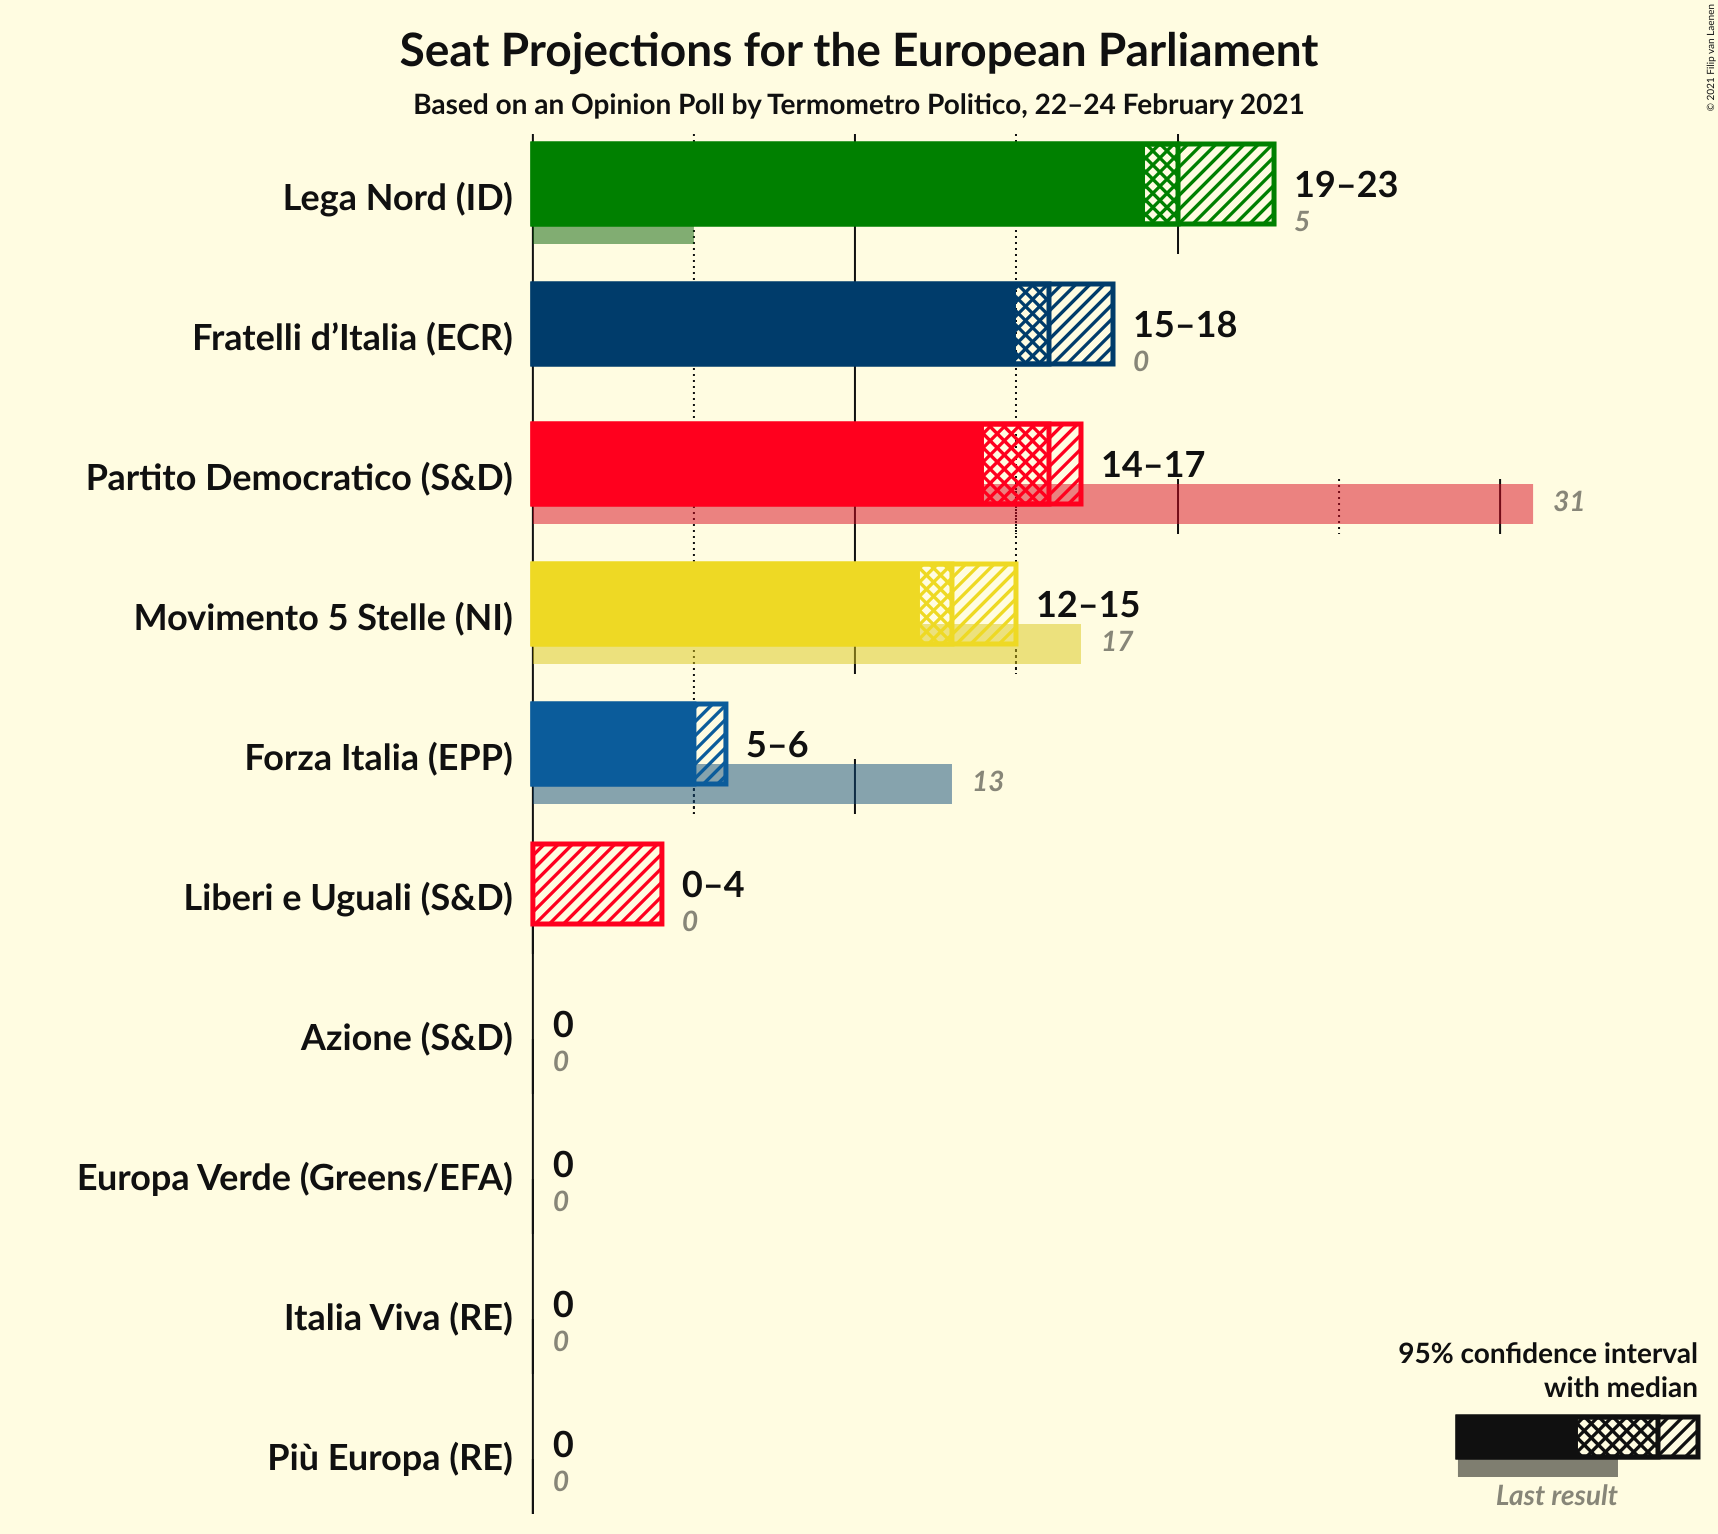 Seat Projections for the European Parliament
Based on an Opinion Poll by Termometro Politico, 22–24 February 2021
© 2021 Filip van Laenen
Lega Nord (ID)
19–23
5
Fratelli d’Italia (ECR)
15–18
0
Partito Democratico (S&D)
14–17
31
Movimento 5 Stelle (NI)
12–15
17
Forza Italia (EPP)
5–6
13
Liberi e Uguali (S&D)
0–4
0
Azione (S&D)
0
0
Europa Verde (Greens/EFA)
0
0
Italia Viva (RE)
0
0
Più Europa (RE)
0
0
95% confidence interval
with median
Last result